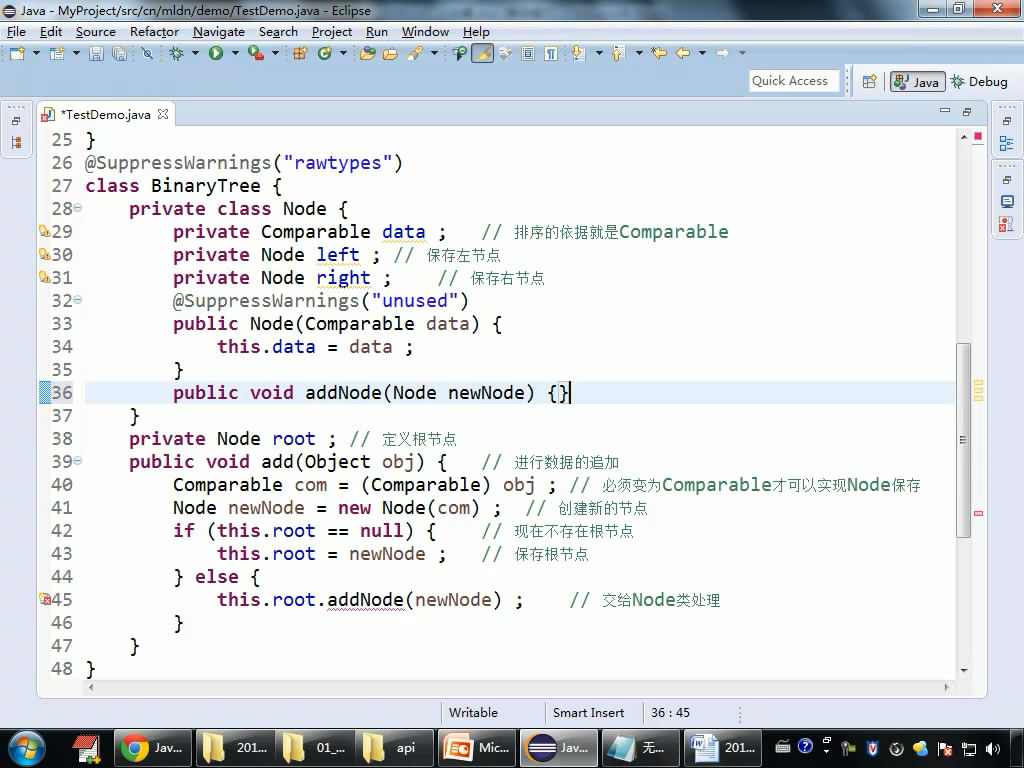 Java - MyProject/src/cn/mldn/demo/TestDemo.java - Eclipse
File Edit Source Refactor Navigate Search Project Run Window Help
Quick Access Java Debug
*TestDemo.java
25 }
26 @SuppressWarnings("rawtypes")
27 class BinaryTree {
28 private class Node {
29 private Comparable data ; // 排序的依据就是Comparable
30 private Node left ; // 保存左节点
31 private Node right ; // 保存右节点
32 @SuppressWarnings("unused")
33 public Node(Comparable data) {
34 this.data = data ;
35 }
36 public void addNode(Node newNode) {}
37 }
38 private Node root ; // 定义根节点
39 public void add(Object obj) { // 进行数据的追加
40 Comparable com = (Comparable) obj ; // 必须变为Comparable才可以实现Node保存
41 Node newNode = new Node(com) ; // 创建新的节点
42 if (this.root == null) { // 现在不存在根节点
43 this.root = newNode ; // 保存根节点
44 } else {
45 this.root.addNode(newNode) ; // 交给Node类处理
46 }
47 }
48 }
Writable Smart Insert 36 : 45
Jav... 201... 01_... api Mic... Jav... 无... 201...